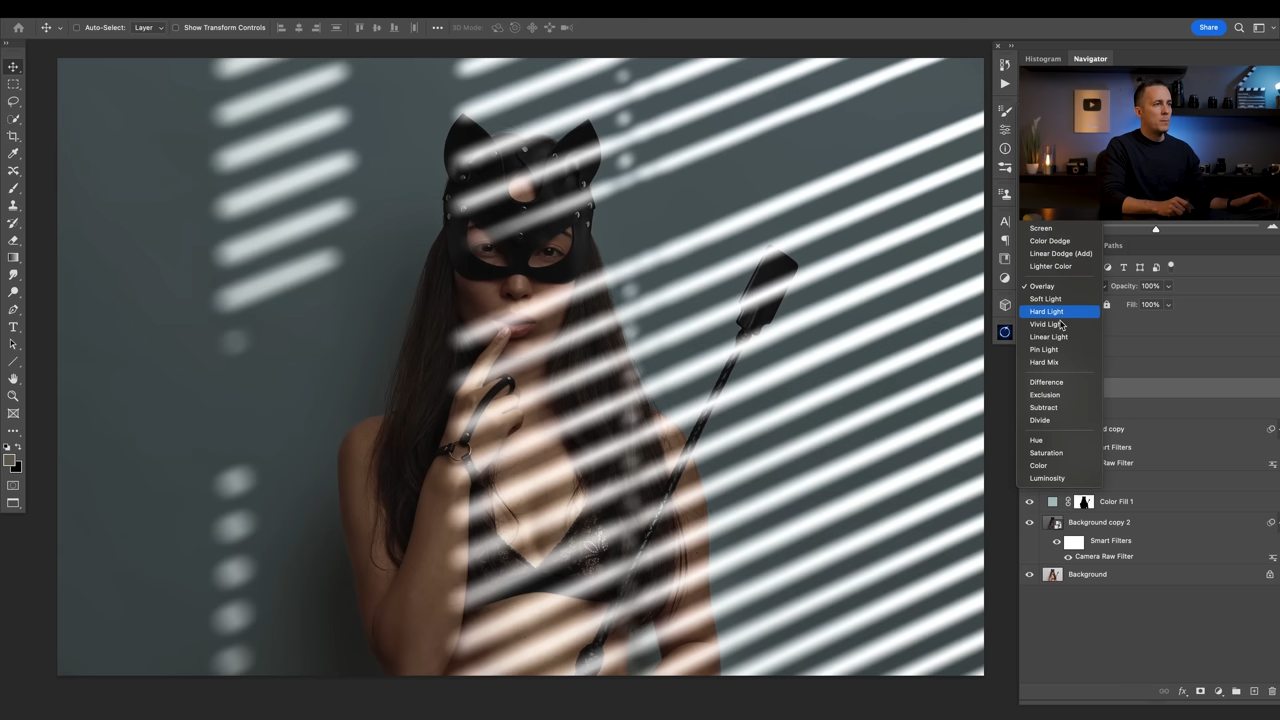 Auto-Select:
Layer
Show Transform Controls
3D Mode:
Share
Histogram
Navigator
Screen
Color Dodge
Linear Dodge (Add)
Lighter Color
Overlay
Soft Light
Hard Light
Vivid Light
Linear Light
Pin Light
Hard Mix
Difference
Exclusion
Subtract
Divide
Hue
Saturation
Color
Luminosity
Paths
Opacity: 100%
Fill: 100%
d copy
rt Filters
Raw Filter
Color Fill 1
Background copy 2
Smart Filters
Camera Raw Filter
Background